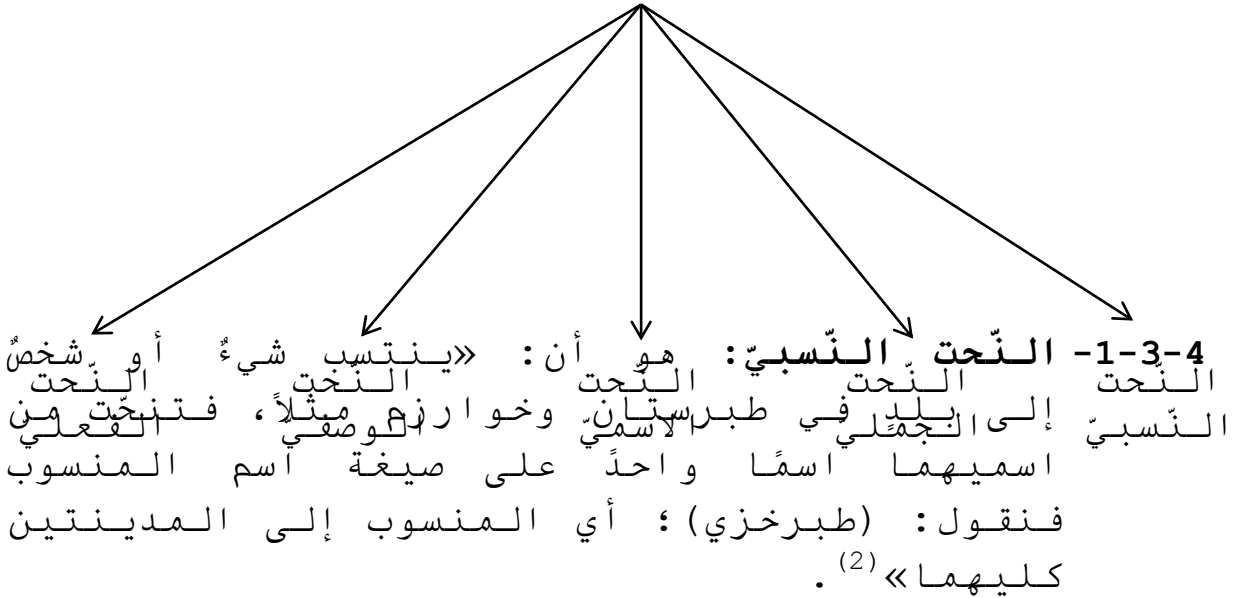 4-3-1- النّحت النّسبيّ: هو أن: «ينتسب شيءٌ أو شخصٌ
النّحت النّحت النّحت النّحت النّحت
إلى بلدٍ في طبرستان وخوارزم مثلاً، فتنحّت من
النّسبيّ الجمليّ الاسميّ الوصفيّ الفعليّ
اسميهما اسمًا واحدً على صيغة اسم المنسوب
فنقول: (طبرخزي)؛ أي المنسوب إلى المدينتين
كليهما»(2).